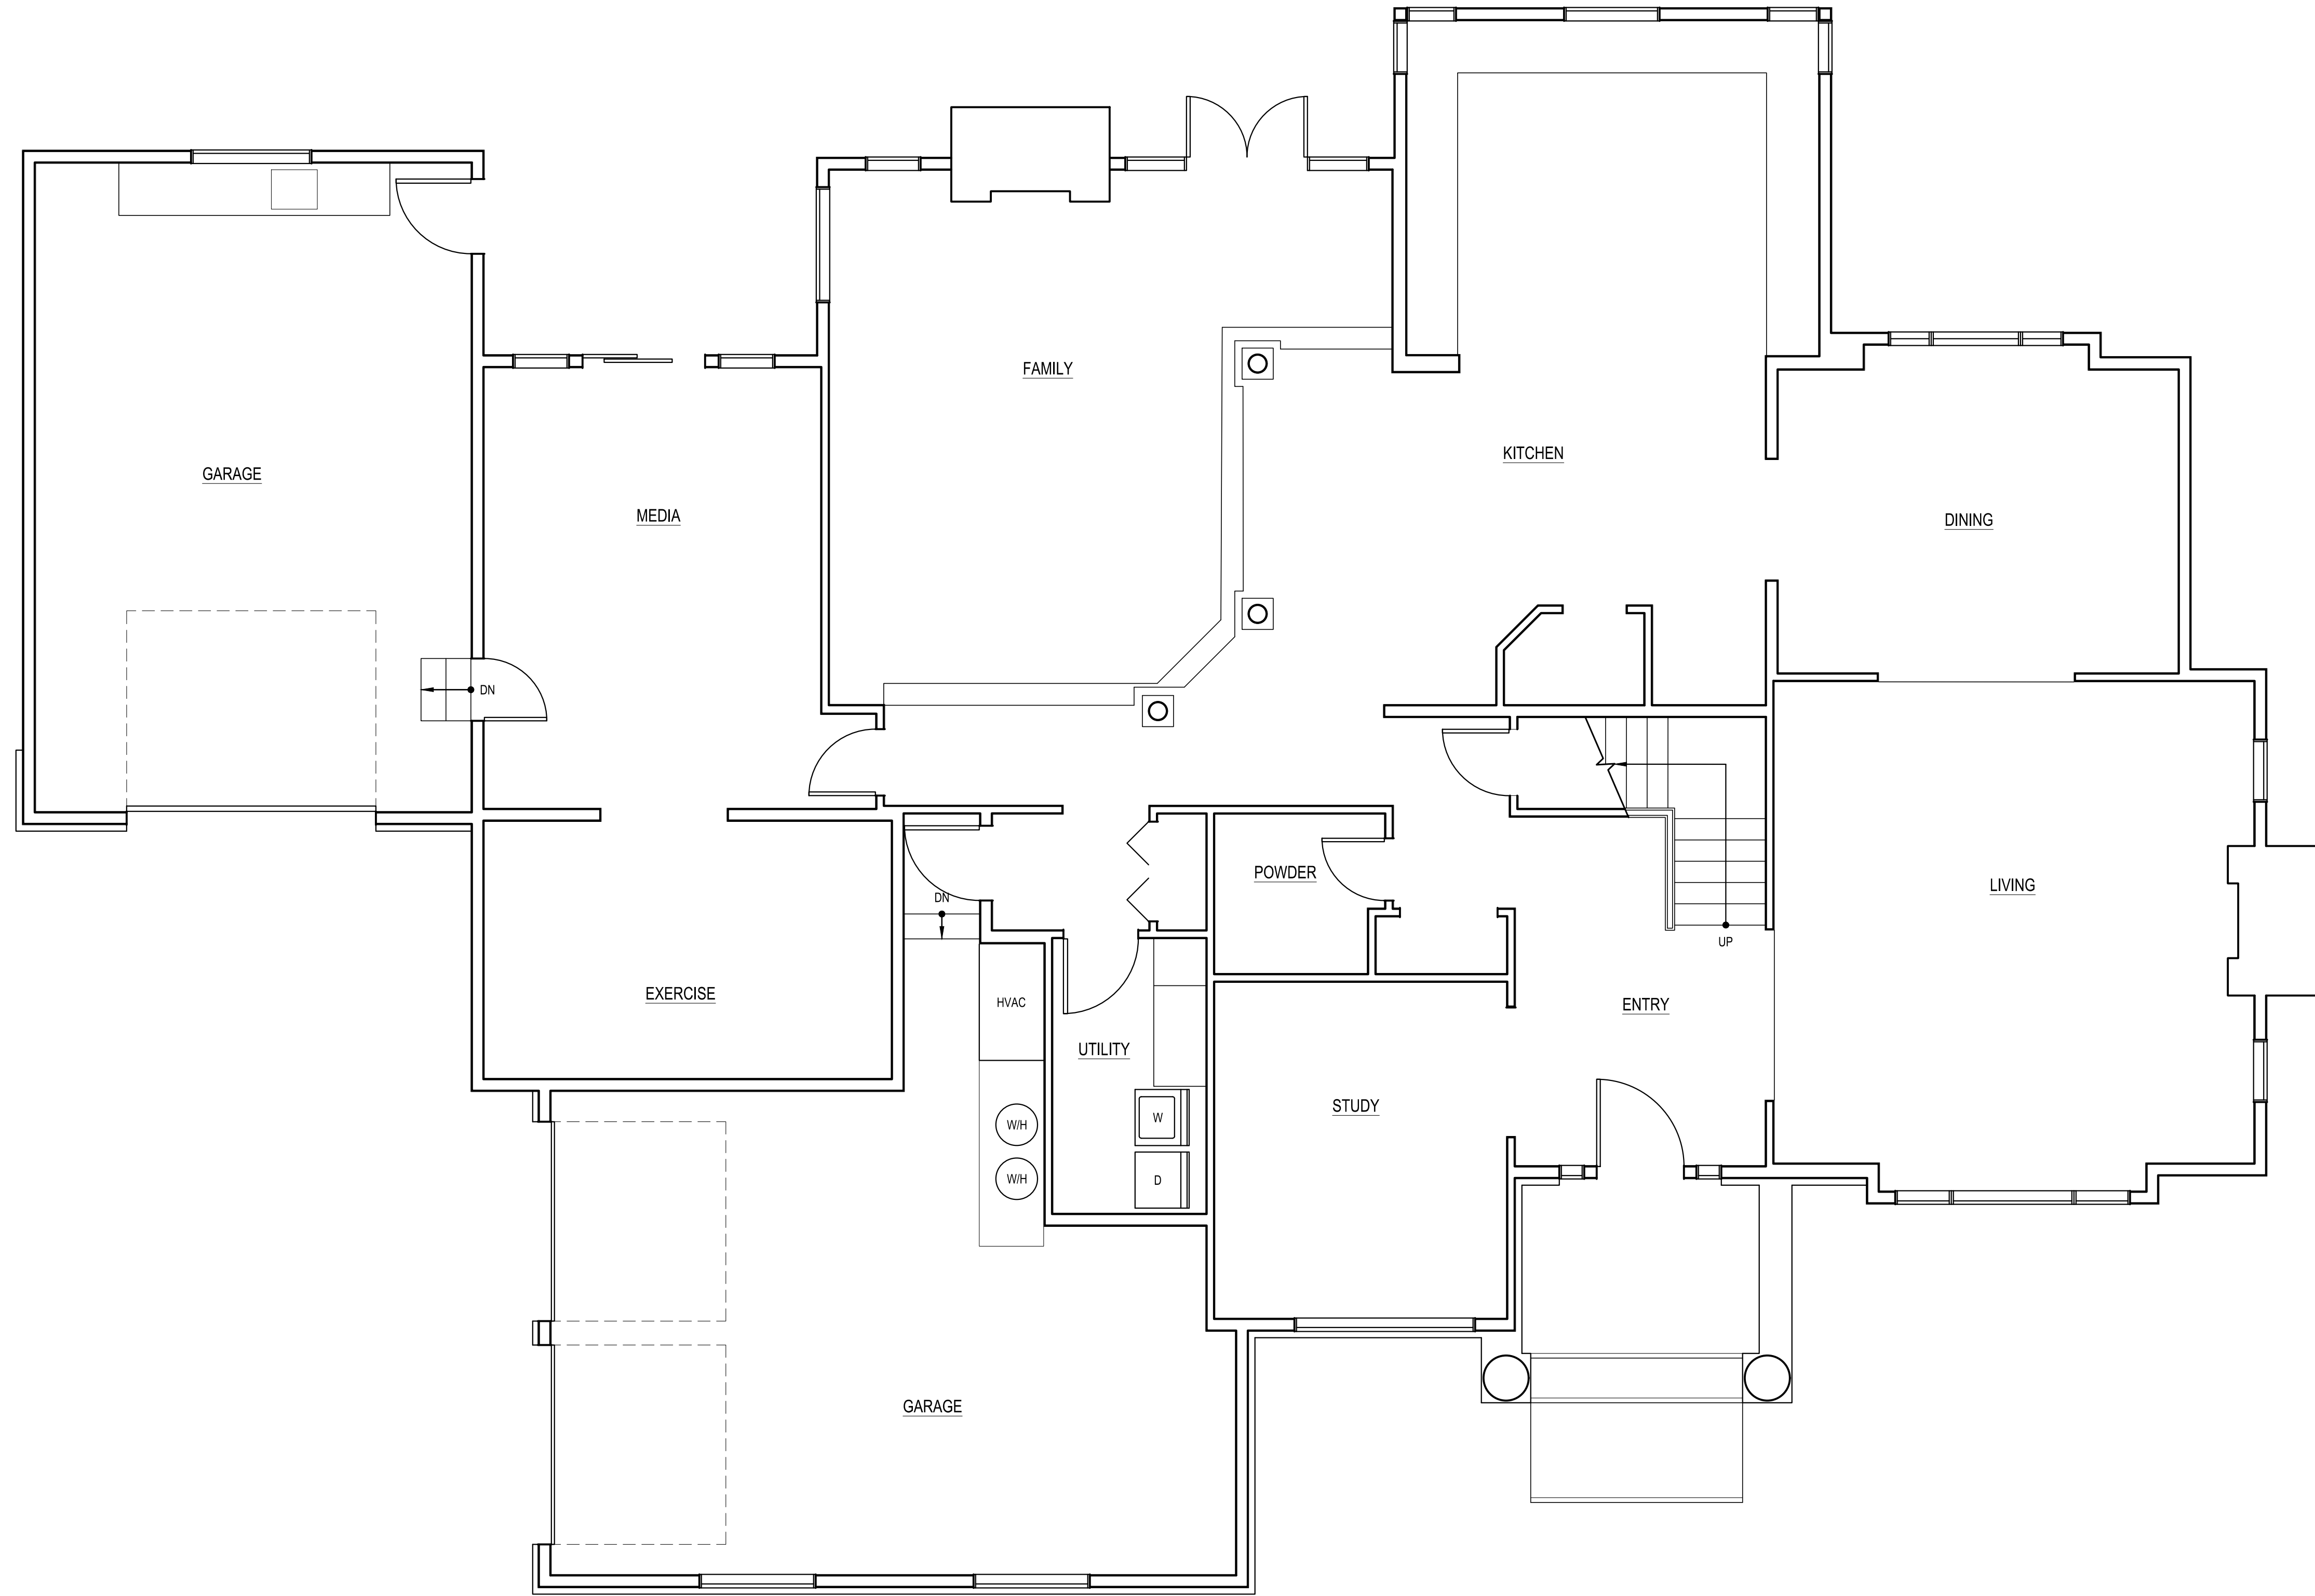 FAMILY
KITCHEN
GARAGE
MEDIA
DINING
DN
POWDER
LIVING
DN
UP
EXERCISE
HVAC
ENTRY
UTILITY
STUDY
W
W/H
W/H
D
GARAGE